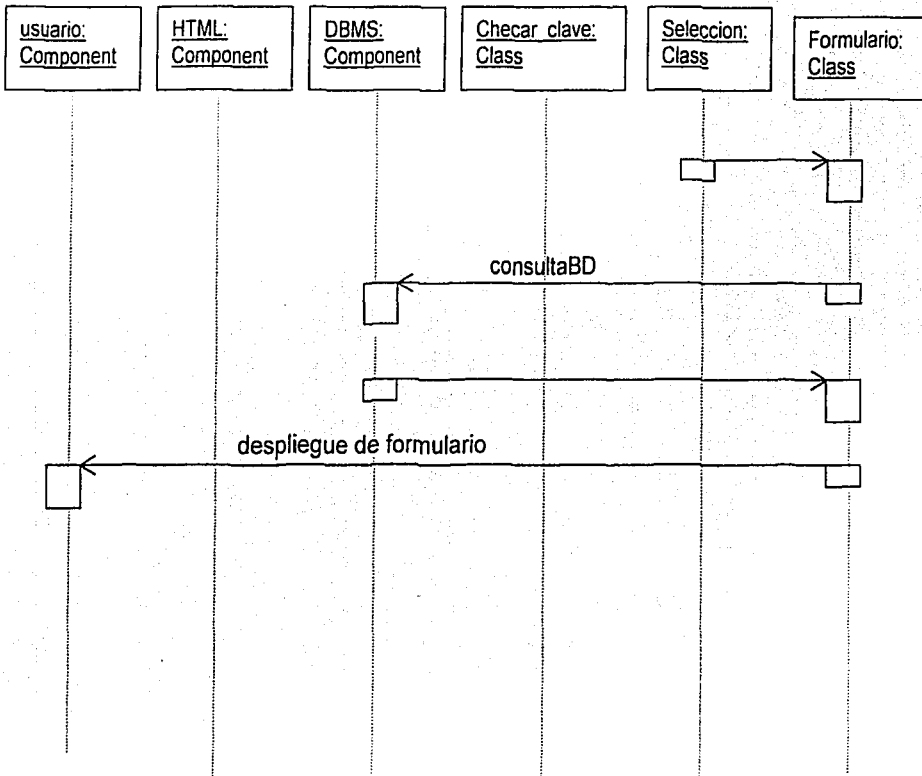 usuario:
Component
HTML:
Component
DBMS:
Component
Checar clave:
Class
Seleccion:
Class
Formulario:
Class
consultaBD
despliegue de formulario